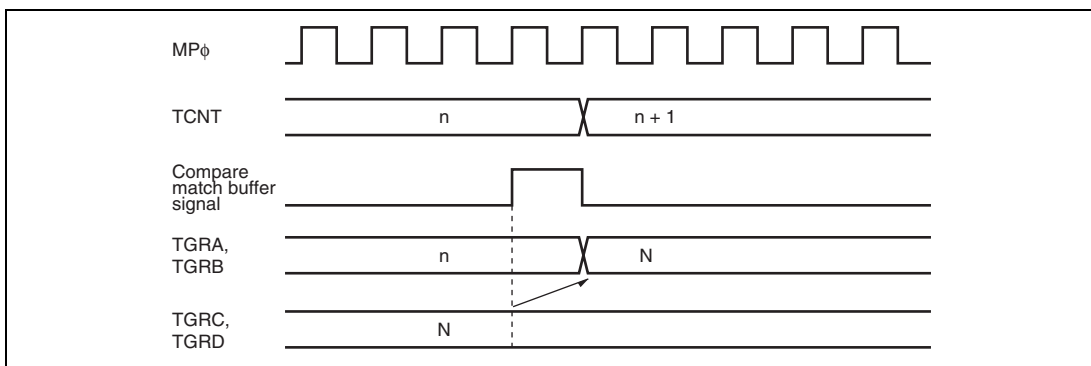 MPϕ
TCNT
n
n + 1
Compare
match buffer
signal
TGRA,
TGRB
n
N
TGRC,
TGRD
N